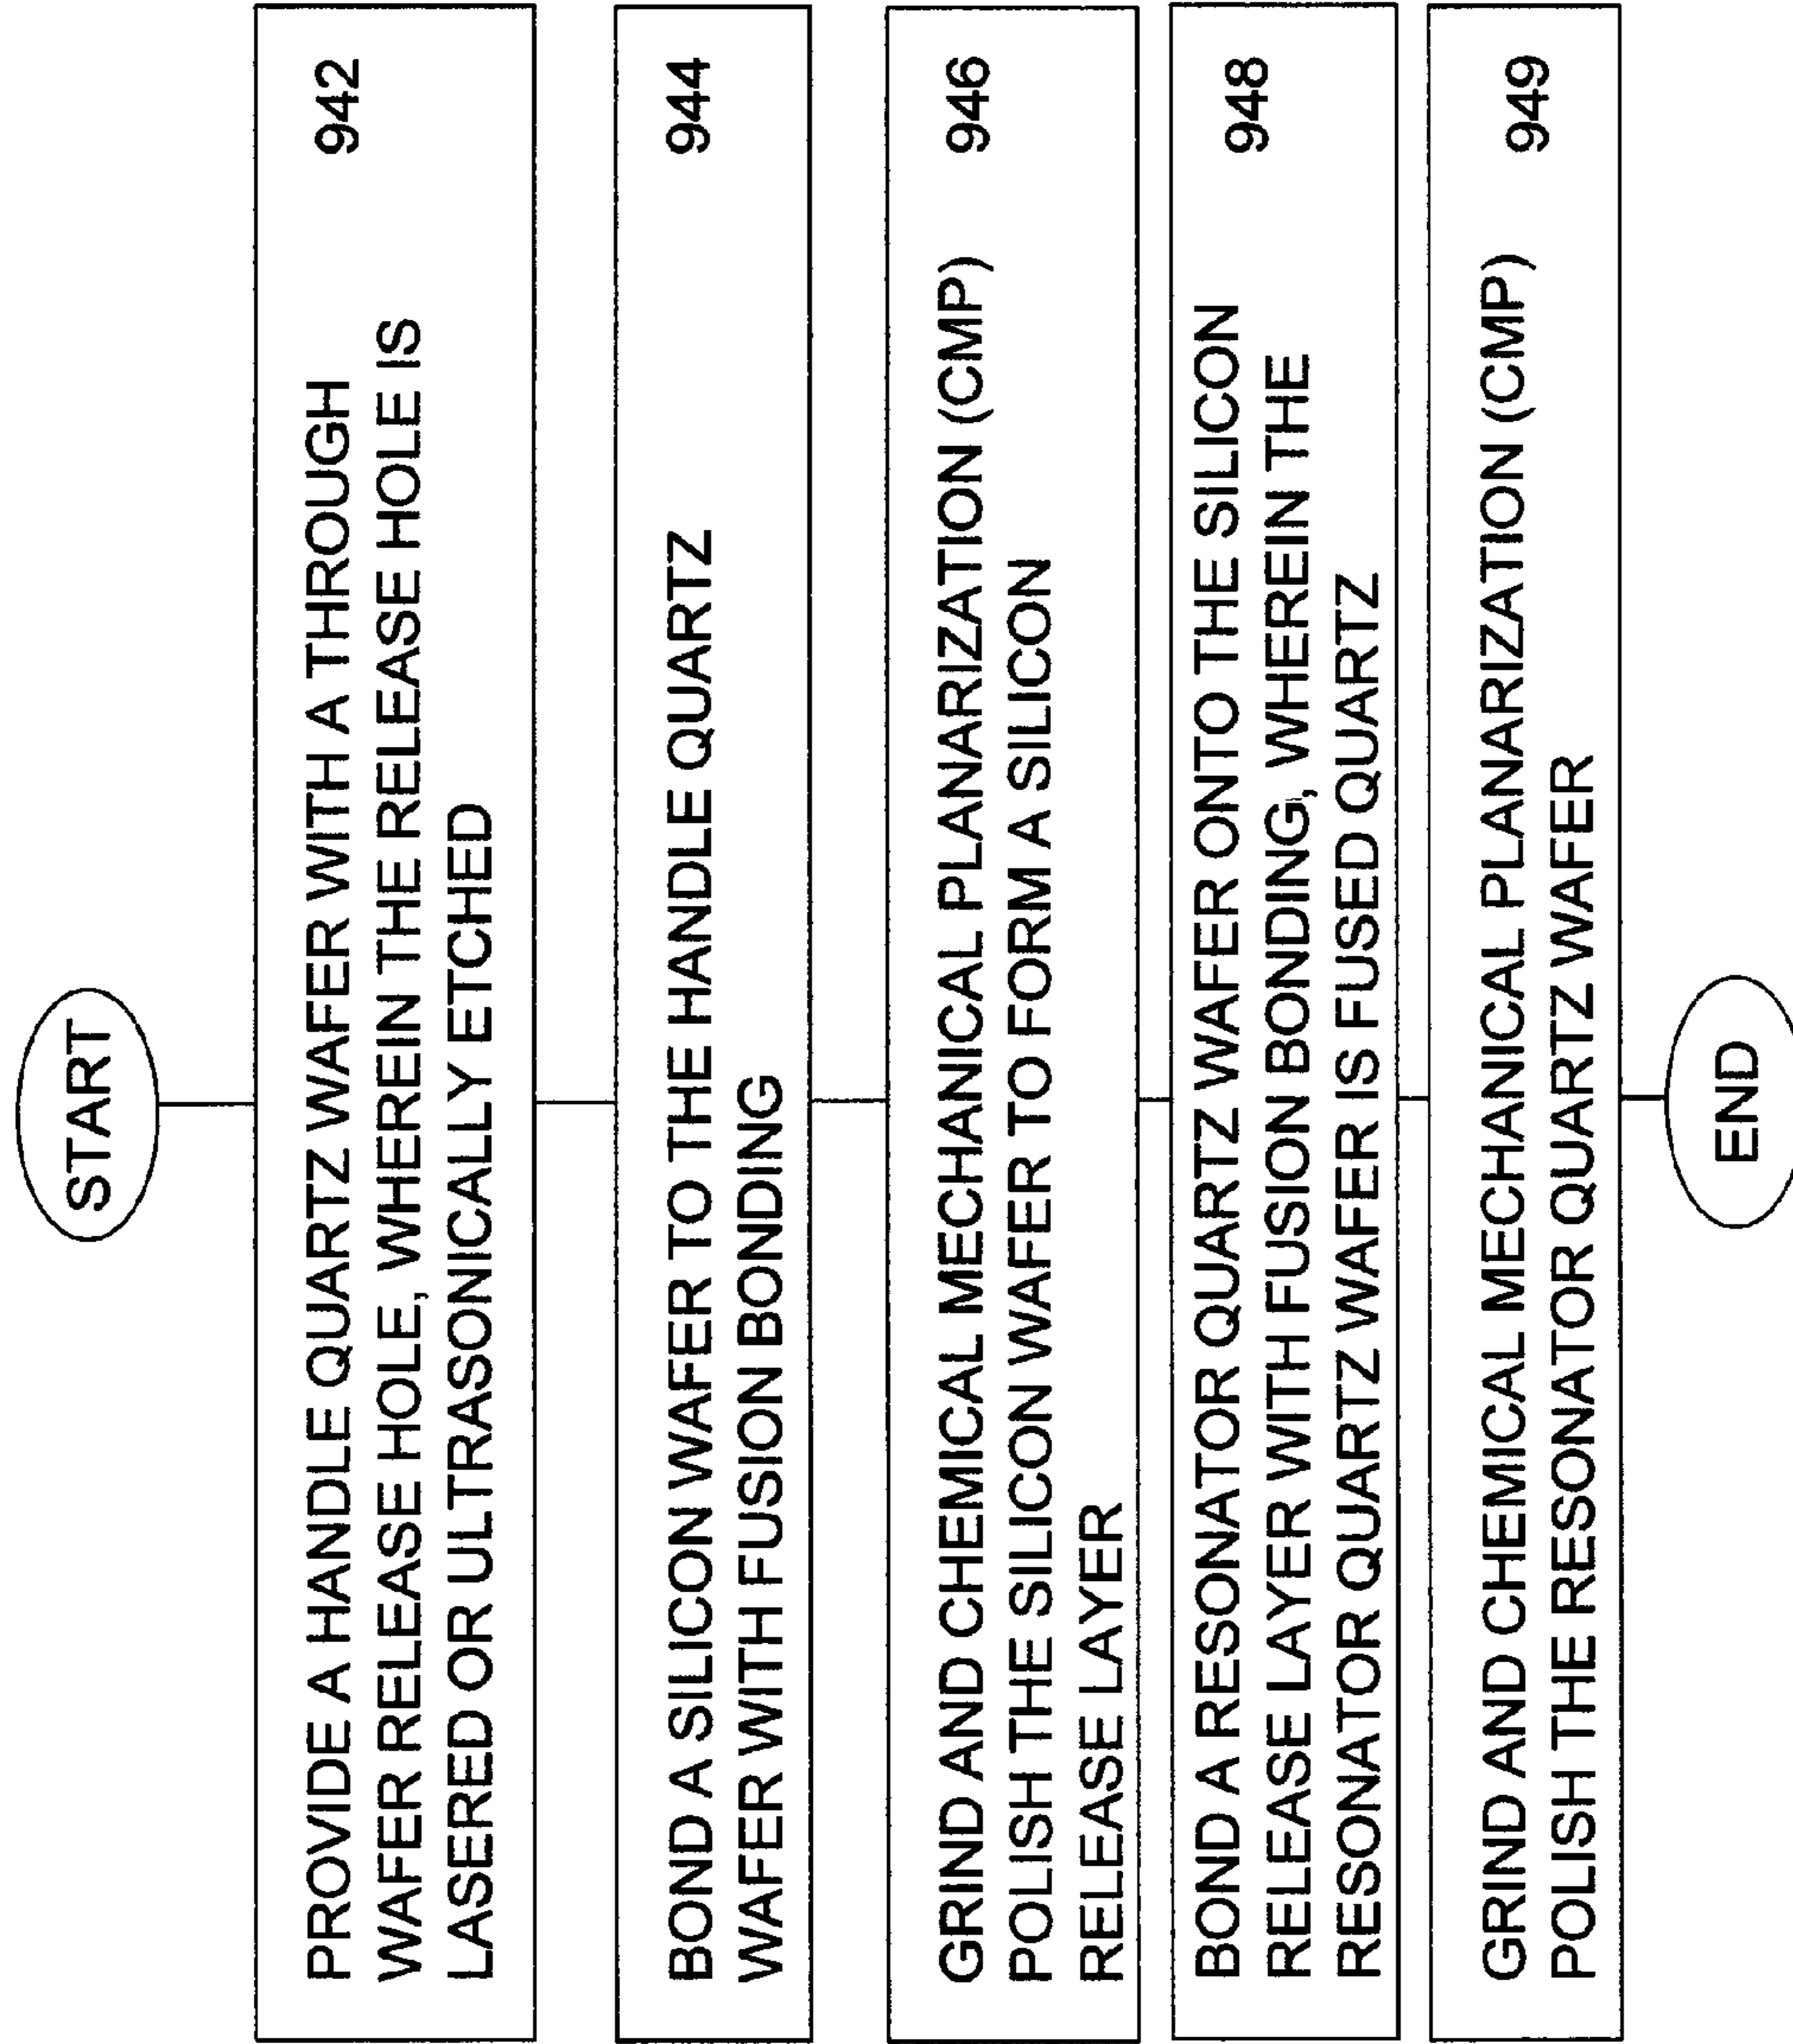 START
PROVIDE A HANDLE QUARTZ WAFER WITH A THROUGH 942
WAFER RELEASE HOLE, WHEREIN THE RELEASE HOLE IS
LASERED OR ULTRASONICALLY ETCHED
BOND A SILICON WAFER TO THE HANDLE QUARTZ 944
WAFER WITH FUSION BONDING
GRIND AND CHEMICAL MECHANICAL PLANARIZATION (CMP) 946
POLISH THE SILICON WAFER TO FORM A SILICON
RELEASE LAYER
BOND A RESONATOR QUARTZ WAFER ONTO THE SILICON 948
RELEASE LAYER WITH FUSION BONDING, WHEREIN THE
RESONATOR QUARTZ WAFER IS FUSED QUARTZ
GRIND AND CHEMICAL MECHANICAL PLANARIZATION (CMP) 949
POLISH THE RESONATOR QUARTZ WAFER
END